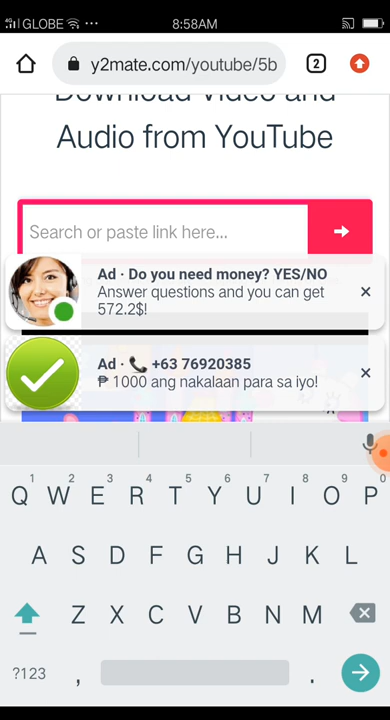 4G GLOBE ... 8:58AM
y2mate.com/youtube/5b 2
Download Video and
Audio from YouTube
Search or paste link here...
Ad · Do you need money? YES/NO
Answer questions and you can get
572.2$!
Ad · 📞 +63 76920385
₱ 1000 ang nakalaan para sa iyo!
1 2 3 4 5 6 7 8 9 0
Q W E R T Y U I O P
A S D F G H J K L
Z X C V B N M
?123 , .